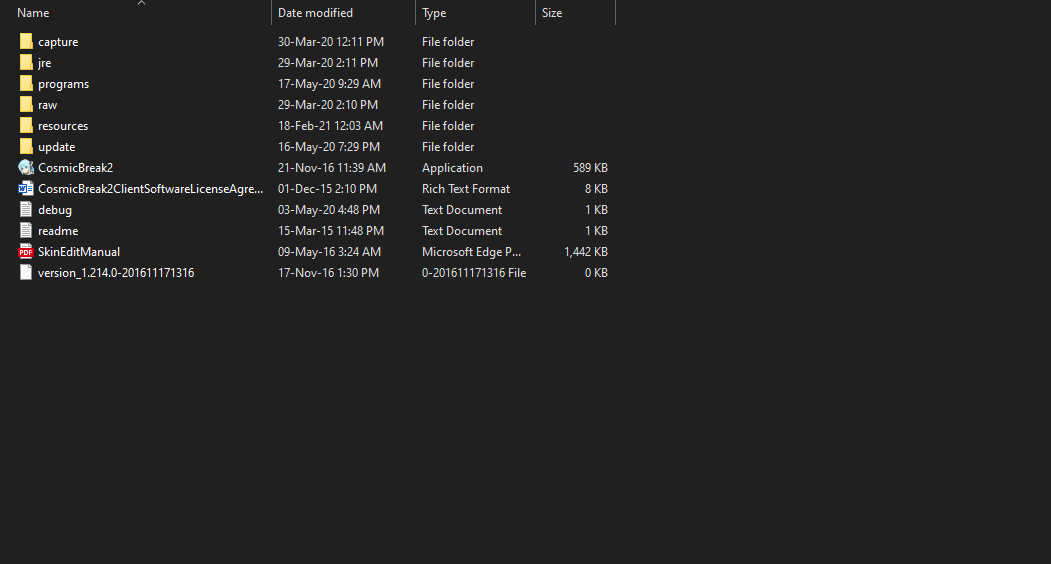 Name Date modified Type Size
capture 30-Mar-20 12:11 PM File folder
jre 29-Mar-20 2:11 PM File folder
programs 17-May-20 9:29 AM File folder
raw 29-Mar-20 2:10 PM File folder
resources 18-Feb-21 12:03 AM File folder
update 16-May-20 7:29 PM File folder
CosmicBreak2 21-Nov-16 11:39 AM Application 589 KB
CosmicBreak2ClientSoftwareLicenseAgre... 01-Dec-15 2:10 PM Rich Text Format 8 KB
debug 03-May-20 4:48 PM Text Document 1 KB
readme 15-Mar-15 11:48 PM Text Document 1 KB
PDF SkinEditManual 09-May-16 3:24 AM Microsoft Edge P... 1,442 KB
version_1.214.0-201611171316 17-Nov-16 1:30 PM 0-201611171316 File 0 KB